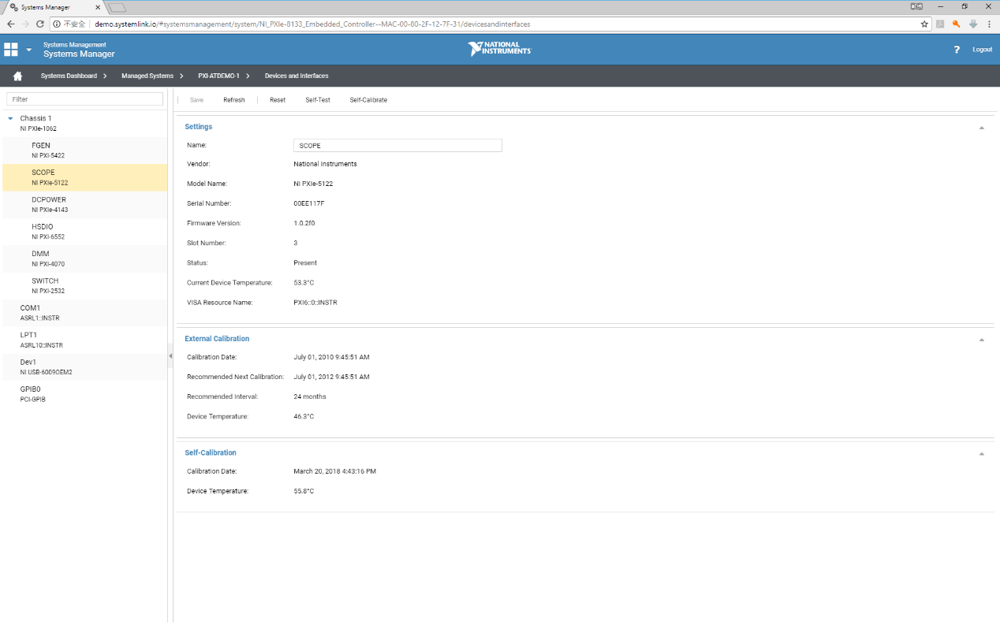 Systems Manager
不安全 demo.systemlink.io/#systemsmanagement/system/NI_PXIe-8133_Embedded_Controller--MAC-00-80-2F-12-7F-31/devicesandinterfaces
Systems Management
Systems Manager
NATIONAL
INSTRUMENTS
? Logout
Systems Dashboard > Managed Systems > PXI-ATDEMO-1 > Devices and Interfaces
Filter
Save Refresh Reset Self-Test Self-Calibrate
Chassis 1
NI PXIe-1062
FGEN
NI PXI-5422
SCOPE
NI PXIe-5122
DCPOWER
NI PXIe-4143
HSDIO
NI PXI-6552
DMM
NI PXI-4070
SWITCH
NI PXI-2532
COM1
ASRL1::INSTR
LPT1
ASRL10::INSTR
Dev1
NI USB-6009OEM2
GPIB0
PCI-GPIB
Settings
Name: SCOPE
Vendor: National Instruments
Model Name: NI PXIe-5122
Serial Number: 00EE117F
Firmware Version: 1.0.2f0
Slot Number: 3
Status: Present
Current Device Temperature: 53.3°C
VISA Resource Name: PXI6::0::INSTR
External Calibration
Calibration Date: July 01, 2010 9:45:51 AM
Recommended Next Calibration: July 01, 2012 9:45:51 AM
Recommended Interval: 24 months
Device Temperature: 46.3°C
Self-Calibration
Calibration Date: March 20, 2018 4:43:16 PM
Device Temperature: 55.8°C